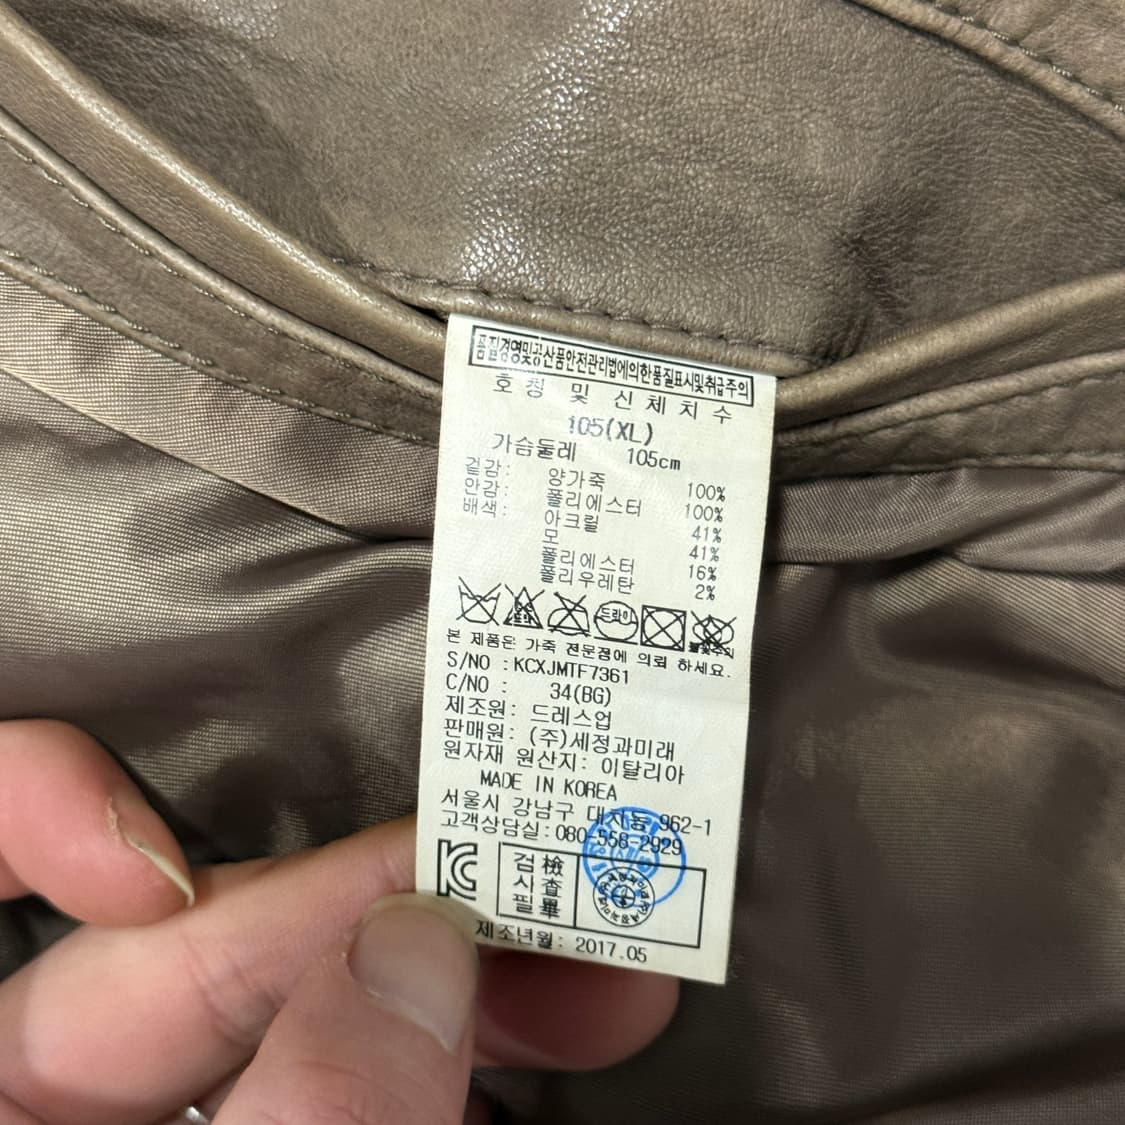 품질경영및공산품안전관리법에의한품질표시및취급주의
호칭 및 신체치수
105(XL)
가슴둘레 105cm
겉감: 양가죽 100%
안감: 폴리에스터 100%
배색: 아크릴 41%
모 41%
폴리에스터 16%
폴리우레탄 2%
드라이
본 제품은 가죽 전문점에 의뢰 하세요.
S/NO : KCXJMTF7361
C/NO : 34(BG)
제조원: 드레스업
판매원: (주)세정과미래
원자재 원산지: 이탈리아
MADE IN KOREA
서울시 강남구 대치동 962-1
고객상담실: 080-558-2929
검檢
사査
필畢
제조년월: 2017.05